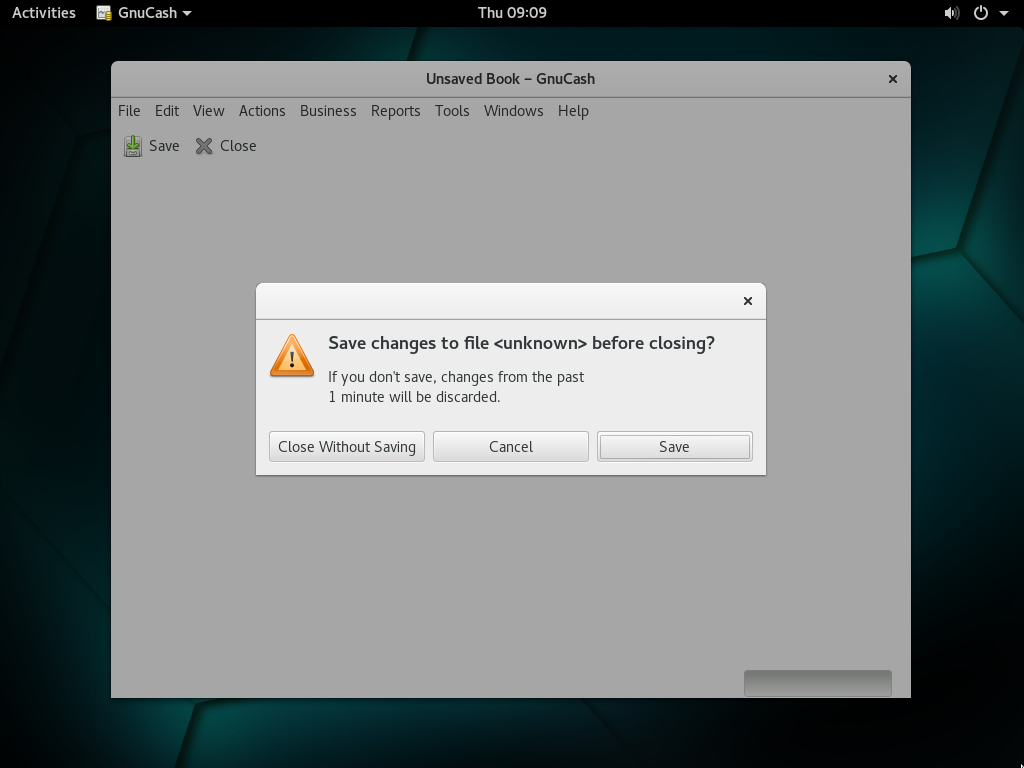 Activities GnuCash Thu 09:09
Unsaved Book – GnuCash
File Edit View Actions Business Reports Tools Windows Help
Save Close
Save changes to file <unknown> before closing?
If you don't save, changes from the past
1 minute will be discarded.
Close Without Saving Cancel Save